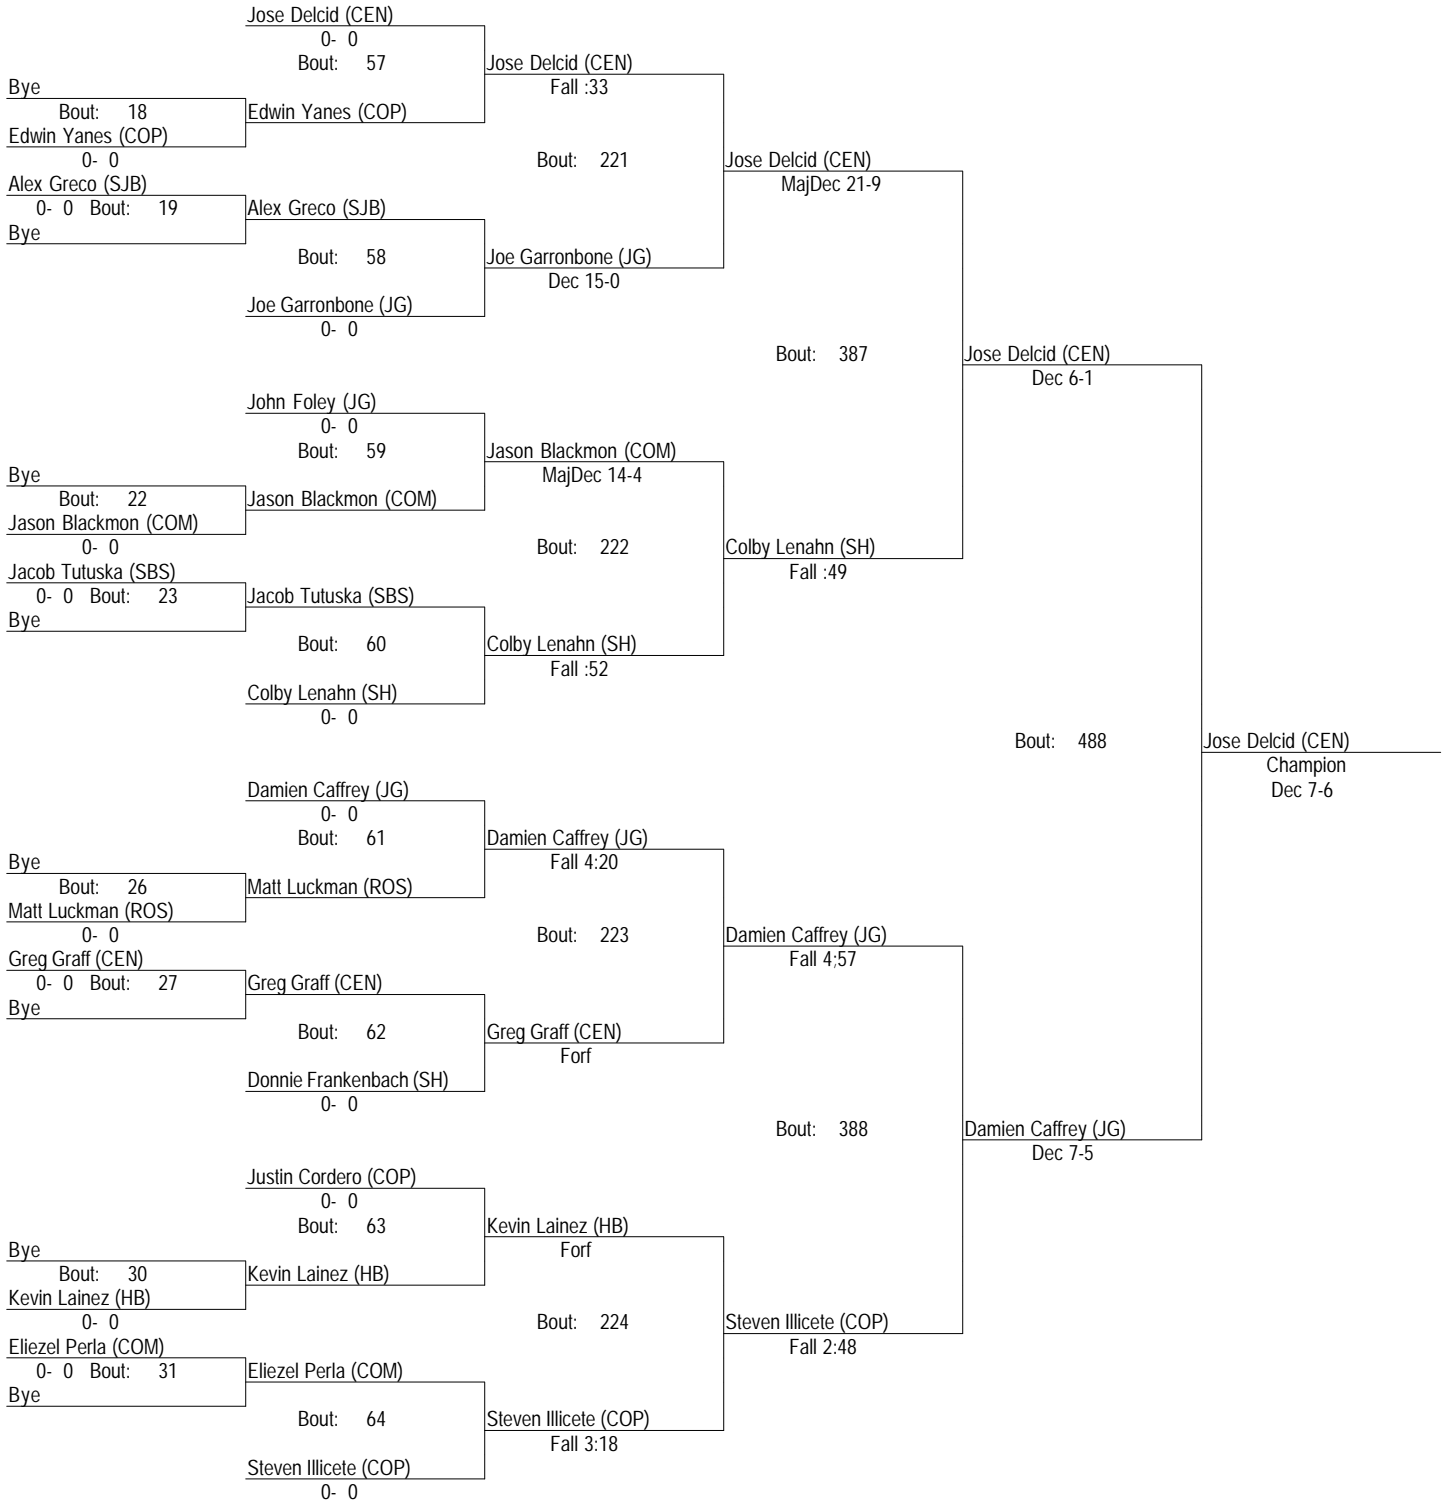 Jose Delcid (CEN)
0- 0
Bout: 57
Jose Delcid (CEN)
Fall :33
Bye
Bout: 18
Edwin Yanes (COP)
Edwin Yanes (COP)
0- 0
Bout: 221
Jose Delcid (CEN)
MajDec 21-9
Alex Greco (SJB)
0- 0 Bout: 19
Alex Greco (SJB)
Bye
Bout: 58
Joe Garronbone (JG)
Dec 15-0
Joe Garronbone (JG)
0- 0
Bout: 387
Jose Delcid (CEN)
Dec 6-1
John Foley (JG)
0- 0
Bout: 59
Jason Blackmon (COM)
MajDec 14-4
Bye
Bout: 22
Jason Blackmon (COM)
Jason Blackmon (COM)
0- 0
Bout: 222
Colby Lenahn (SH)
Fall :49
Jacob Tutuska (SBS)
0- 0 Bout: 23
Jacob Tutuska (SBS)
Bye
Bout: 60
Colby Lenahn (SH)
Fall :52
Colby Lenahn (SH)
0- 0
Bout: 488
Jose Delcid (CEN)
Champion
Dec 7-6
Damien Caffrey (JG)
0- 0
Bout: 61
Damien Caffrey (JG)
Fall 4:20
Bye
Bout: 26
Matt Luckman (ROS)
Matt Luckman (ROS)
0- 0
Bout: 223
Damien Caffrey (JG)
Fall 4;57
Greg Graff (CEN)
0- 0 Bout: 27
Greg Graff (CEN)
Bye
Bout: 62
Greg Graff (CEN)
Forf
Donnie Frankenbach (SH)
0- 0
Bout: 388
Damien Caffrey (JG)
Dec 7-5
Justin Cordero (COP)
0- 0
Bout: 63
Kevin Lainez (HB)
Forf
Bye
Bout: 30
Kevin Lainez (HB)
Kevin Lainez (HB)
0- 0
Bout: 224
Steven Illicete (COP)
Fall 2:48
Eliezel Perla (COM)
0- 0 Bout: 31
Eliezel Perla (COM)
Bye
Bout: 64
Steven Illicete (COP)
Fall 3:18
Steven Illicete (COP)
0- 0